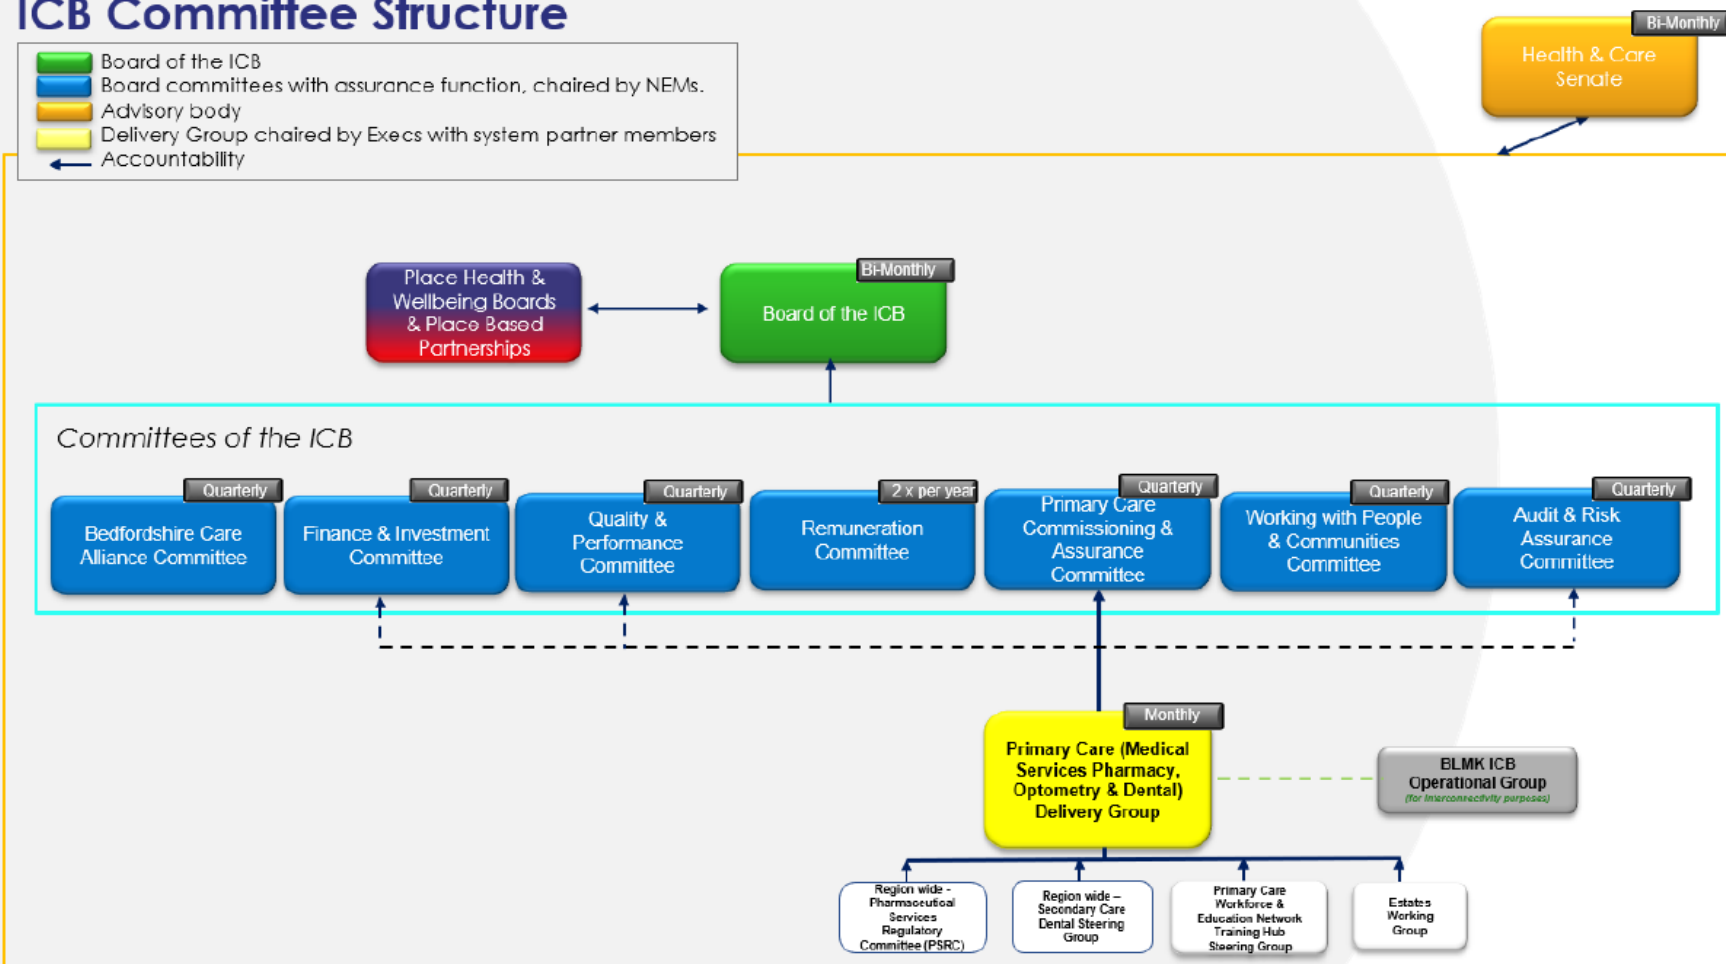 ICB Committee Structure
Board of the ICB
Board committees with assurance function, chaired by NEMs.
Advisory body
Delivery Group chaired by Execs with system partner members
Accountability
Bi-Monthly
Health & Care
Senate
Place Health &
Wellbeing Boards
& Place Based
Partnerships
Bi-Monthly
Board of the ICB
Committees of the ICB
Quarterly
Bedfordshire Care
Alliance Committee
Quarterly
Finance & Investment
Committee
Quarterly
Quality &
Performance
Committee
2 x per year
Remuneration
Committee
Quarterly
Primary Care
Commissioning &
Assurance
Committee
Quarterly
Working with People
& Communities
Committee
Quarterly
Audit & Risk
Assurance
Committee
Monthly
Primary Care (Medical
Services Pharmacy,
Optometry & Dental)
Delivery Group
BLMK ICB
Operational Group
(for interconnectivity purposes)
Region wide -
Pharmaceutical
Services
Regulatory
Committee (PSRC)
Region wide –
Secondary Care
Dental Steering
Group
Primary Care
Workforce &
Education Network
Training Hub
Steering Group
Estates
Working
Group